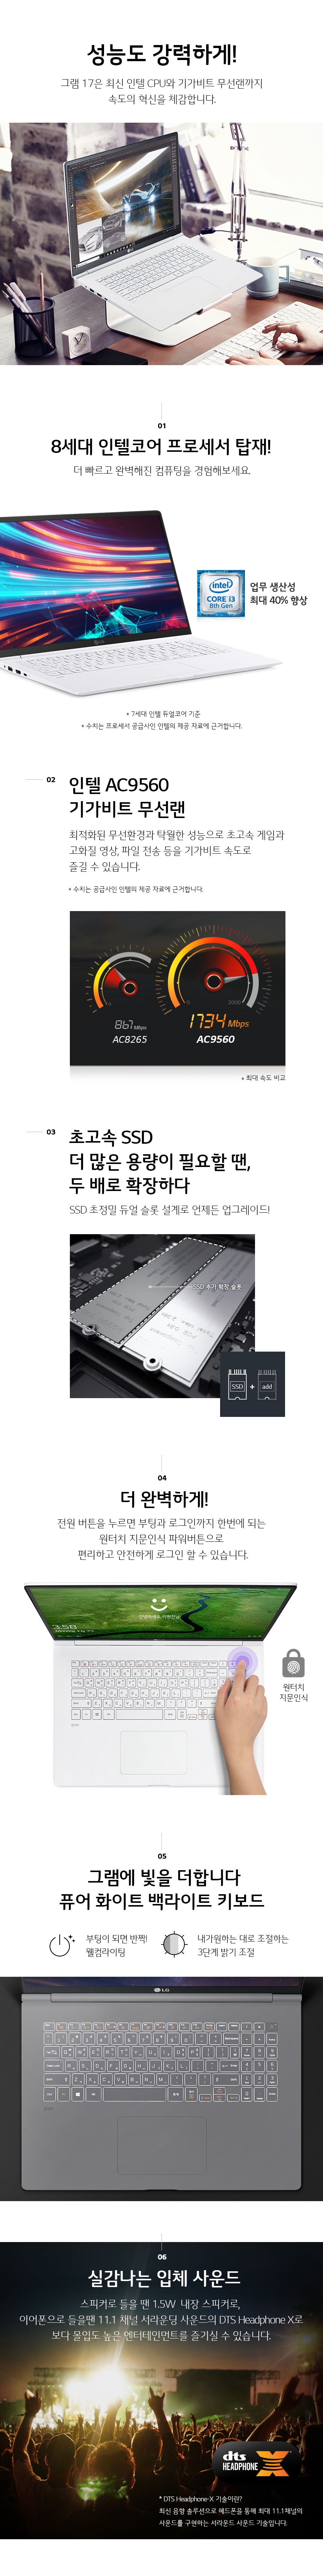 성능도 강력하게!
그램 17은 최신 인텔 CPU와 기가비트 무선랜까지
속도의 혁신을 체감합니다.
01
8세대 인텔코어 프로세서 탑재!
더 빠르고 완벽해진 컴퓨팅을 경험해보세요.
intel
CORE i3
8th Gen
업무 생산성
최대 40% 향상
* 7세대 인텔 듀얼코어 기준
* 수치는 프로세서 공급사인 인텔의 제공 자료에 근거합니다.
02
인텔 AC9560
기가비트 무선랜
최적화된 무선환경과 탁월한 성능으로 초고속 게임과
고화질 영상, 파일 전송 등을 기가비트 속도로
즐길 수 있습니다.
* 수치는 공급사인 인텔의 제공 자료에 근거합니다.
0
2000
867 Mbps
1734 Mbps
AC8265
AC9560
* 최대 속도 비교
03
초고속 SSD
더 많은 용량이 필요할 땐,
두 배로 확장하다
SSD 초정밀 듀얼 슬롯 설계로 언제든 업그레이드!
SSD 추가 확장 슬롯
SSD + add
04
더 완벽하게!
전원 버튼을 누르면 부팅과 로그인까지 한번에 되는
원터치 지문인식 파워버튼으로
편리하고 안전하게 로그인 할 수 있습니다.
3:58
원터치
지문인식
05
그램에 빛을 더합니다
퓨어 화이트 백라이트 키보드
부팅이 되면 반짝!
웰컴라이팅
내가원하는 대로 조절하는
3단계 밝기 조절
LG
06
실감나는 입체 사운드
스피커로 들을 땐 1.5W 내장 스피커로,
이어폰으로 들을땐 11.1 채널 서라운딩 사운드의 DTS Headphone X로
보다 몰입도 높은 엔터테인먼트를 즐기실 수 있습니다.
dts
HEADPHONE X
* DTS Headphone-X 기술이란?
최신 음향 솔루션으로 헤드폰을 통해 최대 11.1채널의
사운드를 구현하는 서라운드 사운드 기술입니다.